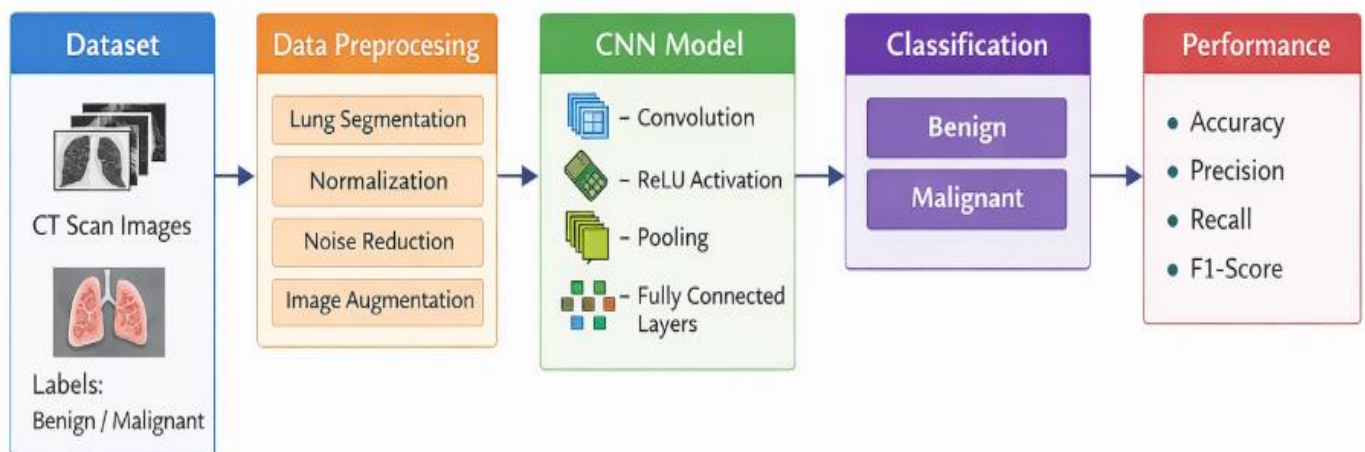 Dataset
CT Scan Images
Labels:
Benign / Malignant
Data Preprocesing
Lung Segmentation
Normalization
Noise Reduction
Image Augmentation
CNN Model
– Convolution
– ReLU Activation
– Pooling
– Fully Connected
Layers
Classification
Benign
Malignant
Performance
• Accuracy
• Precision
• Recall
• F1-Score